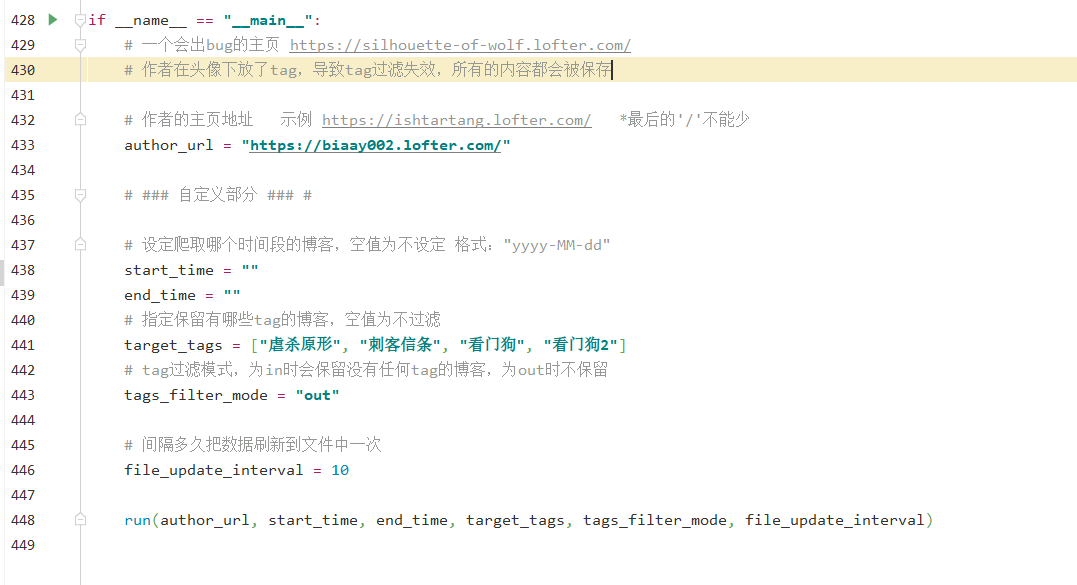 428 if __name__ == "__main__":
429 # 一个会出bug的主页 https://silhouette-of-wolf.lofter.com/
430 # 作者在头像下放了tag，导致tag过滤失效，所有的内容都会被保存
431
432 # 作者的主页地址 示例 https://ishtartang.lofter.com/ *最后的'/'不能少
433 author_url = "https://biaay002.lofter.com/"
434
435 # ### 自定义部分 ### #
436
437 # 设定爬取哪个时间段的博客，空值为不设定 格式："yyyy-MM-dd"
438 start_time = ""
439 end_time = ""
440 # 指定保留有哪些tag的博客，空值为不过滤
441 target_tags = ["虐杀原形", "刺客信条", "看门狗", "看门狗2"]
442 # tag过滤模式，为in时会保留没有任何tag的博客，为out时不保留
443 tags_filter_mode = "out"
444
445 # 间隔多久把数据刷新到文件中一次
446 file_update_interval = 10
447
448 run(author_url, start_time, end_time, target_tags, tags_filter_mode, file_update_interval)
449